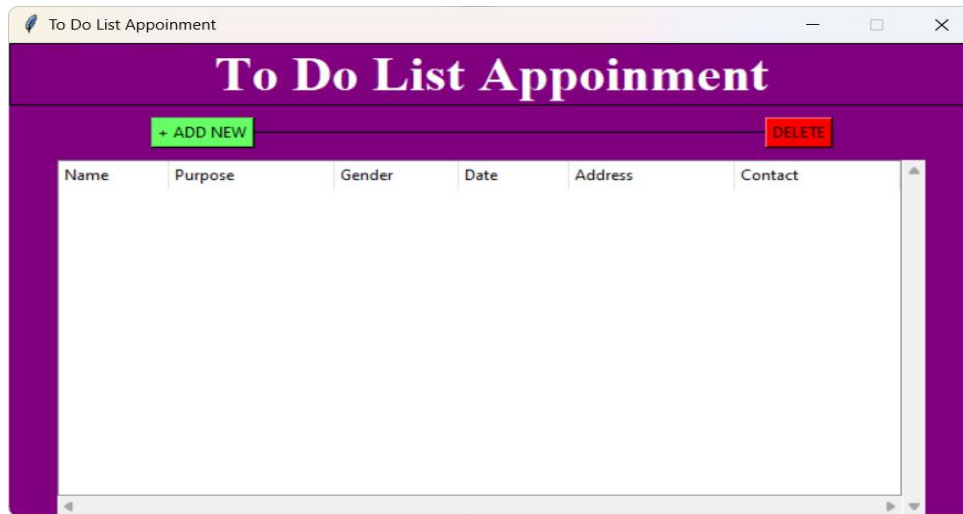 To Do List Appoinment
To Do List Appoinment
+ ADD NEW DELETE
Name Purpose Gender Date Address Contact